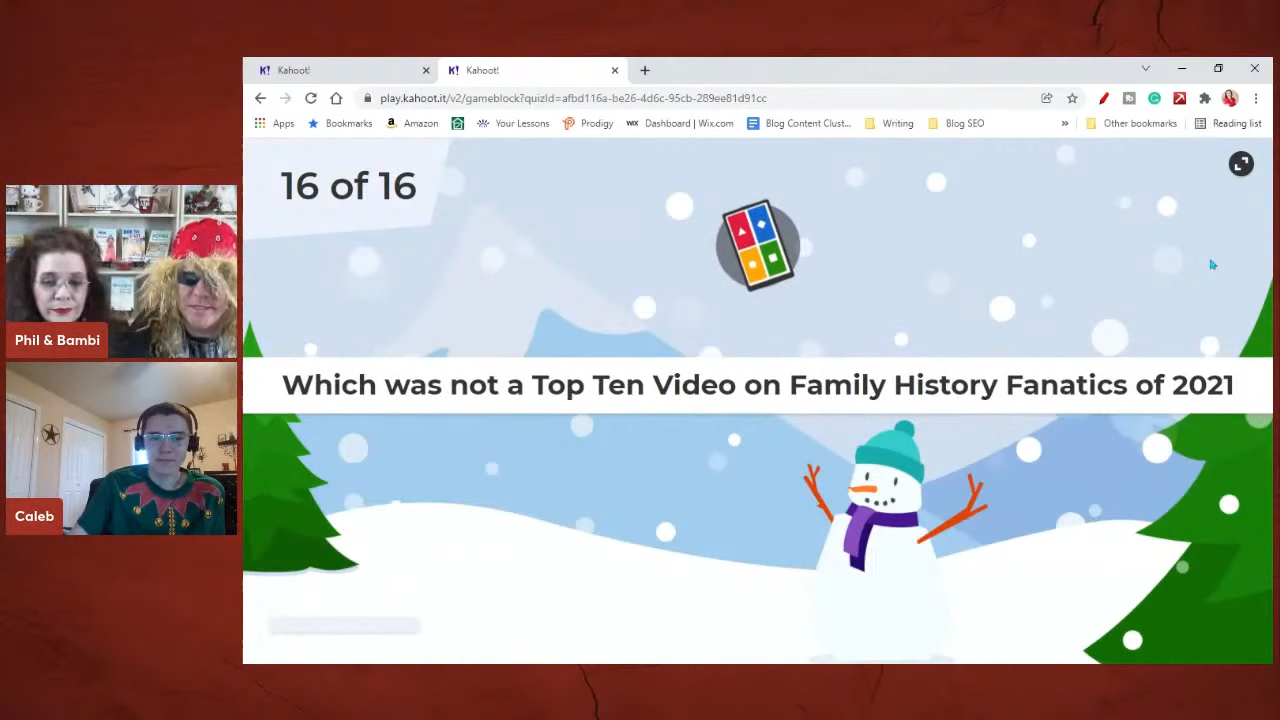 Kahoot!
Kahoot!
play.kahoot.it/v2/gameblock?quizId=afbd116a-be26-4d6c-95cb-289ee81d91cc
Apps Bookmarks Amazon Your Lessons Prodigy WIX Dashboard | Wix.com Blog Content Clust... Writing Blog SEO » Other bookmarks Reading list
16 of 16
Which was not a Top Ten Video on Family History Fanatics of 2021
Phil & Bambi
Caleb